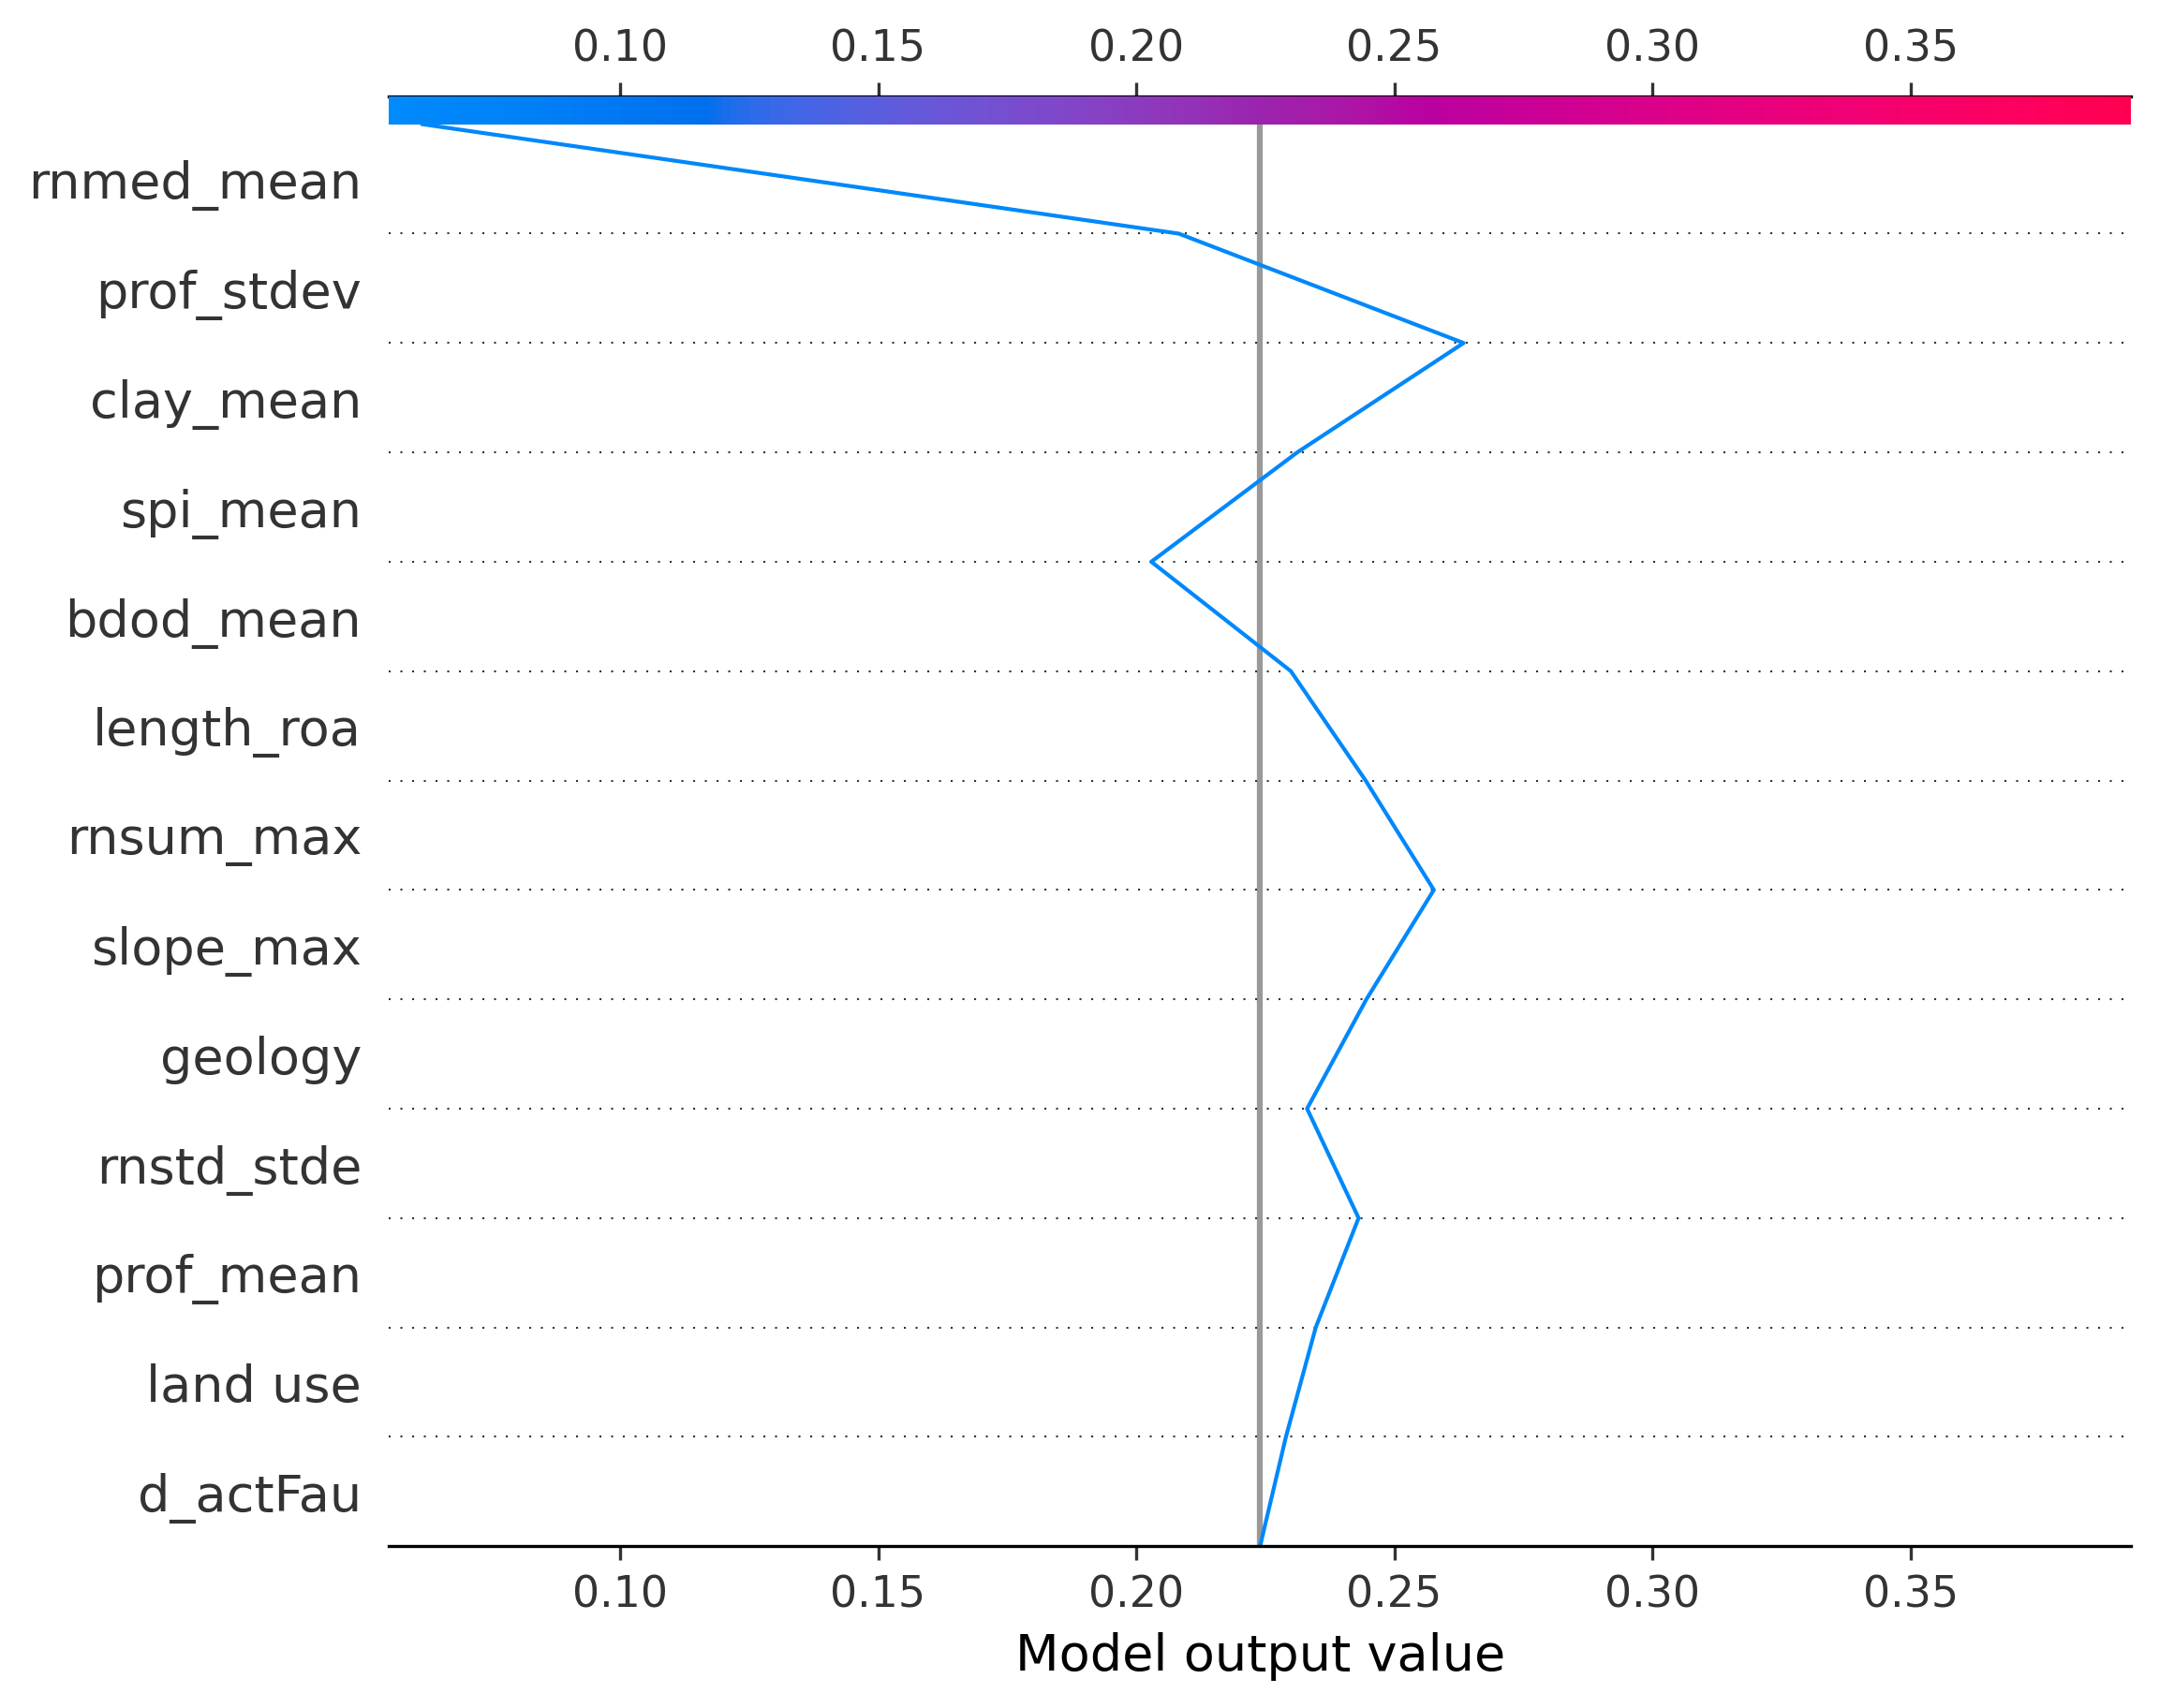 0.10 0.15 0.20 0.25 0.30 0.35
rnmed_mean
prof_stdev
clay_mean
spi_mean
bdod_mean
length_roa
rnsum_max
slope_max
geology
rnstd_stde
prof_mean
land use
d_actFau
0.10 0.15 0.20 0.25 0.30 0.35
Model output value